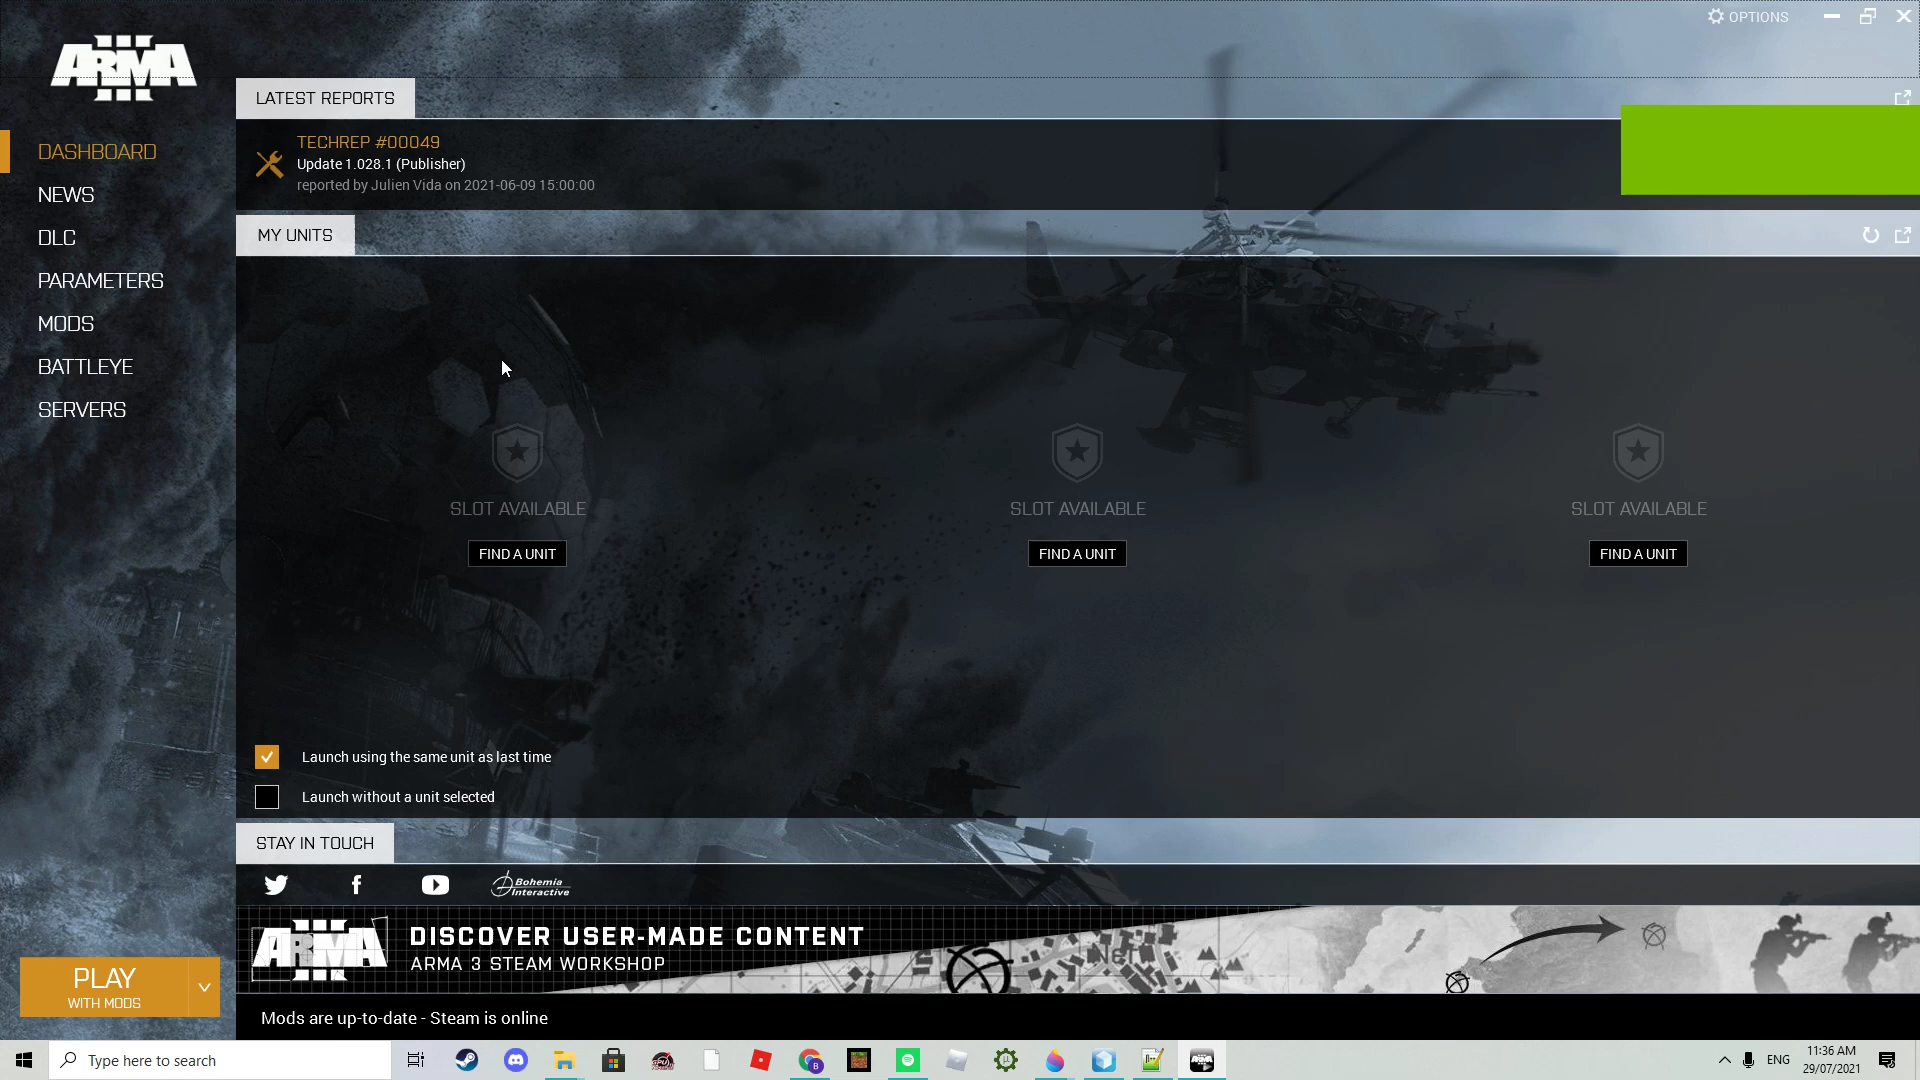 OPTIONS
ARMA
III
LATEST REPORTS
TECHREP #00049
Update 1.028.1 (Publisher)
reported by Julien Vida on 2021-06-09 15:00:00
DASHBOARD
NEWS
DLC
PARAMETERS
MODS
BATTLEYE
SERVERS
MY UNITS
SLOT AVAILABLE
FIND A UNIT
SLOT AVAILABLE
FIND A UNIT
SLOT AVAILABLE
FIND A UNIT
Launch using the same unit as last time
Launch without a unit selected
STAY IN TOUCH
Bohemia
Interactive
ARMA
III
DISCOVER USER-MADE CONTENT
ARMA 3 STEAM WORKSHOP
PLAY
WITH MODS
Mods are up-to-date - Steam is online
Type here to search
ENG
11:36 AM
29/07/2021